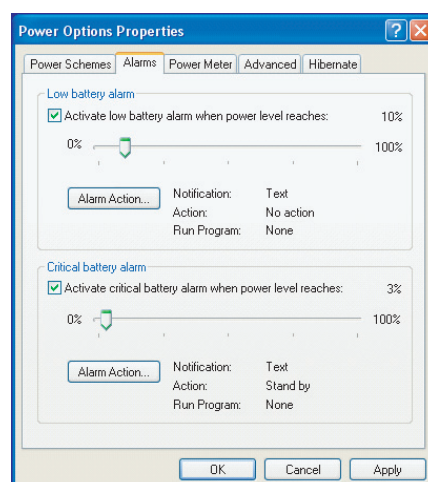 Power Options Properties
Power Schemes Alarms Power Meter Advanced Hibernate
Low battery alarm
Activate low battery alarm when power level reaches: 10%
0% 100%
Alarm Action...
Notification: Text
Action: No action
Run Program: None
Critical battery alarm
Activate critical battery alarm when power level reaches: 3%
0% 100%
Alarm Action...
Notification: Text
Action: Stand by
Run Program: None
OK Cancel Apply